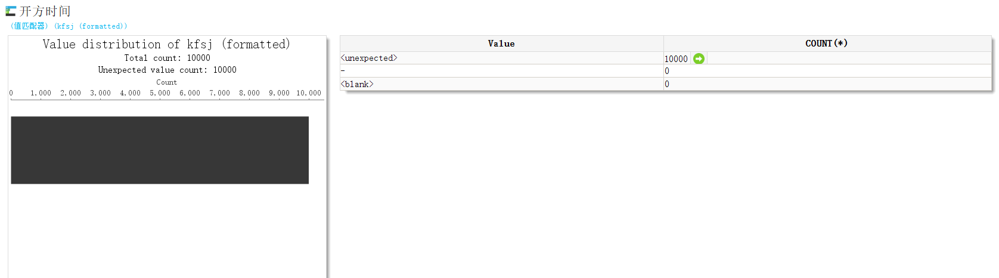 开方时间
(值匹配器) (kfsj (formatted))
Value distribution of kfsj (formatted)
Total count: 10000
Unexpected value count: 10000
Count
0 1,000 2,000 3,000 4,000 5,000 6,000 7,000 8,000 9,000 10,000
Value COUNT(*)
<unexpected> 10000
- 0
<blank> 0